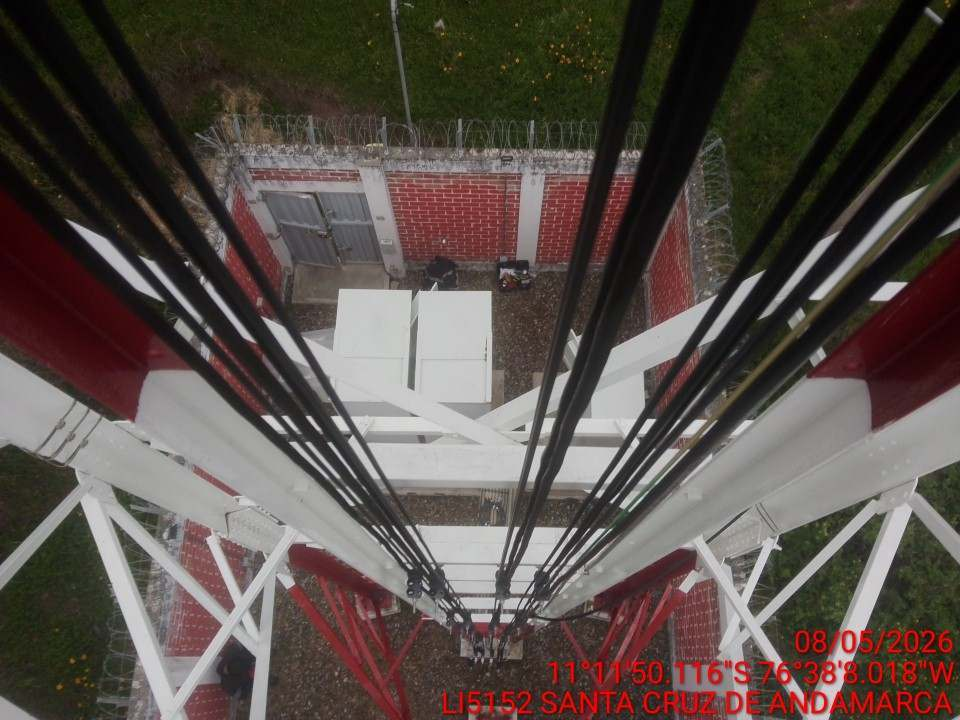 08/05/2026
11°11'50.116"S 76°38'8.018"W
LI5152 SANTA CRUZ DE ANDAMARCA